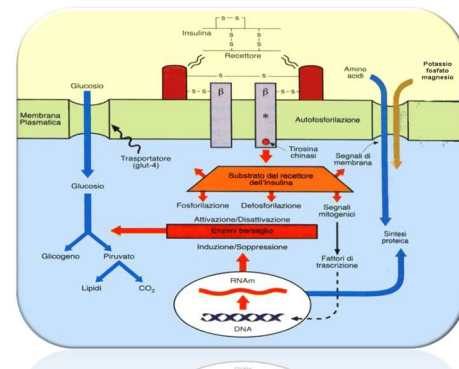 s
s
Insulina
s
s
s
s
Recettore
s
s
s
s
Glucosio
Amino
acidi
Potassio
fosfato
magnesio
β
β
*
Membrana
Plasmatica
Autofosforilazione
Tirosina
chinasi
Segnali di
membrana
Trasportatore
(glut-4)
Substrato del recettore
dell'insulina
Glucosio
Fosforilazione
Defosforilazione
Segnali
mitogenici
Attivazione/Disattivazione
Enzimi bersaglio
Induzione/Soppressione
Sintesi
proteica
Glicogeno
Piruvato
Fattori di
trascrizione
RNAm
Lipidi
CO₂
DNA